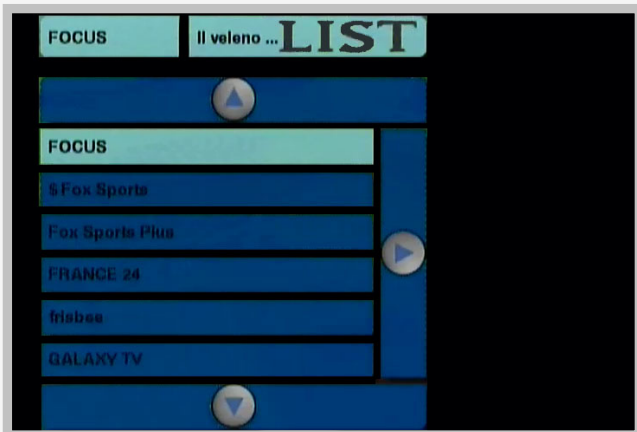 FOCUS
Il veleno ... LIST
FOCUS
$ Fox Sports
Fox Sports Plus
FRANCE 24
frisbee
GALAXY TV